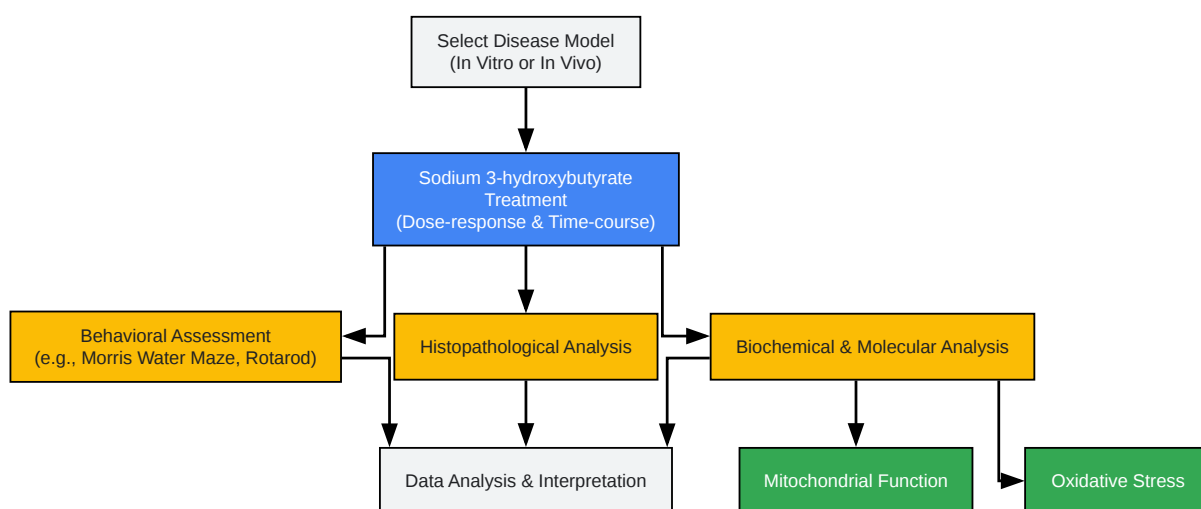 Select Disease Model
(In Vitro or In Vivo)
Sodium 3-hydroxybutyrate
Treatment
(Dose-response & Time-course)
Behavioral Assessment
(e.g., Morris Water Maze, Rotarod)
Histopathological Analysis
Biochemical & Molecular Analysis
Data Analysis & Interpretation
Mitochondrial Function
Oxidative Stress